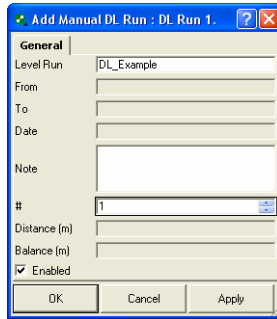 Add Manual DL Run : DL Run 1.
General
Level Run DL_Example
From
To
Date
Note
# 1
Distance (m)
Balance (m)
Enabled
OK Cancel Apply